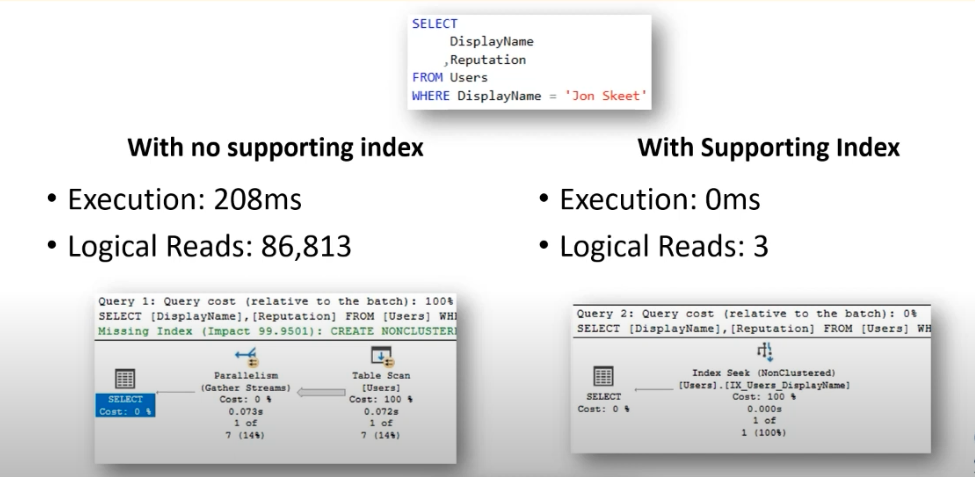 SELECT
DisplayName
,Reputation
FROM Users
WHERE DisplayName = 'Jon Skeet'
With no supporting index
• Execution: 208ms
• Logical Reads: 86,813
Query 1: Query cost (relative to the batch): 100%
SELECT [DisplayName],[Reputation] FROM [Users] WH
Missing Index (Impact 99.9501): CREATE NONCLUSTER
SELECT
Cost: 0 %
Parallelism
(Gather Streams)
Cost: 0 %
0.073s
1 of
7 (14%)
Table Scan
[Users]
Cost: 100 %
0.072s
1 of
7 (14%)
With Supporting Index
• Execution: 0ms
• Logical Reads: 3
Query 2: Query cost (relative to the batch): 0%
SELECT [DisplayName],[Reputation] FROM [Users] WH
SELECT
Cost: 0 %
Index Seek (NonClustered)
[Users].[IX_Users_DisplayName]
Cost: 100 %
0.000s
1 of
1 (100%)